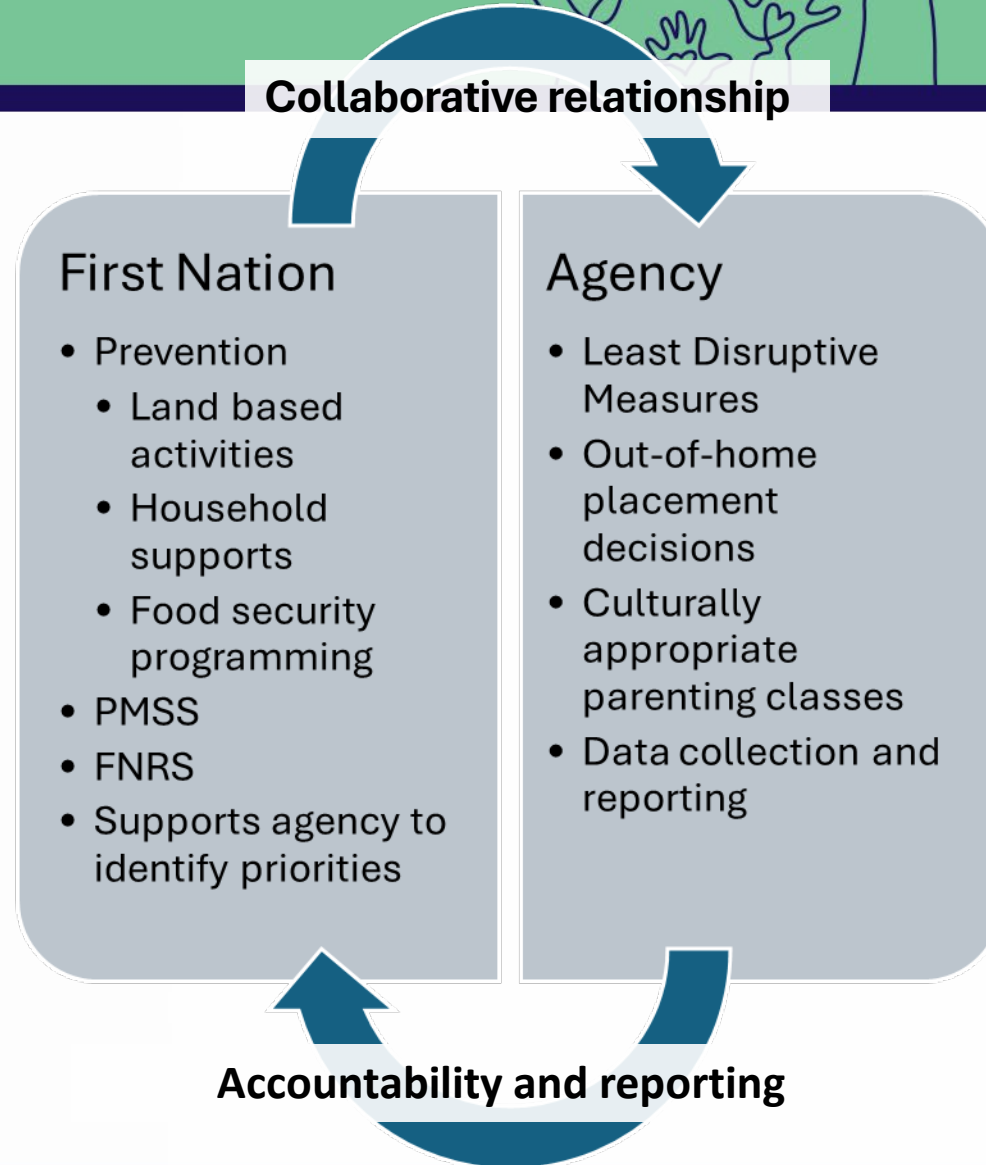 Collaborative relationship
First Nation
• Prevention
• Land based
activities
• Household
supports
• Food security
programming
• PMSS
• FNRS
• Supports agency to
identify priorities
Agency
• Least Disruptive
Measures
• Out-of-home
placement
decisions
• Culturally
appropriate
parenting classes
• Data collection and
reporting
Accountability and reporting